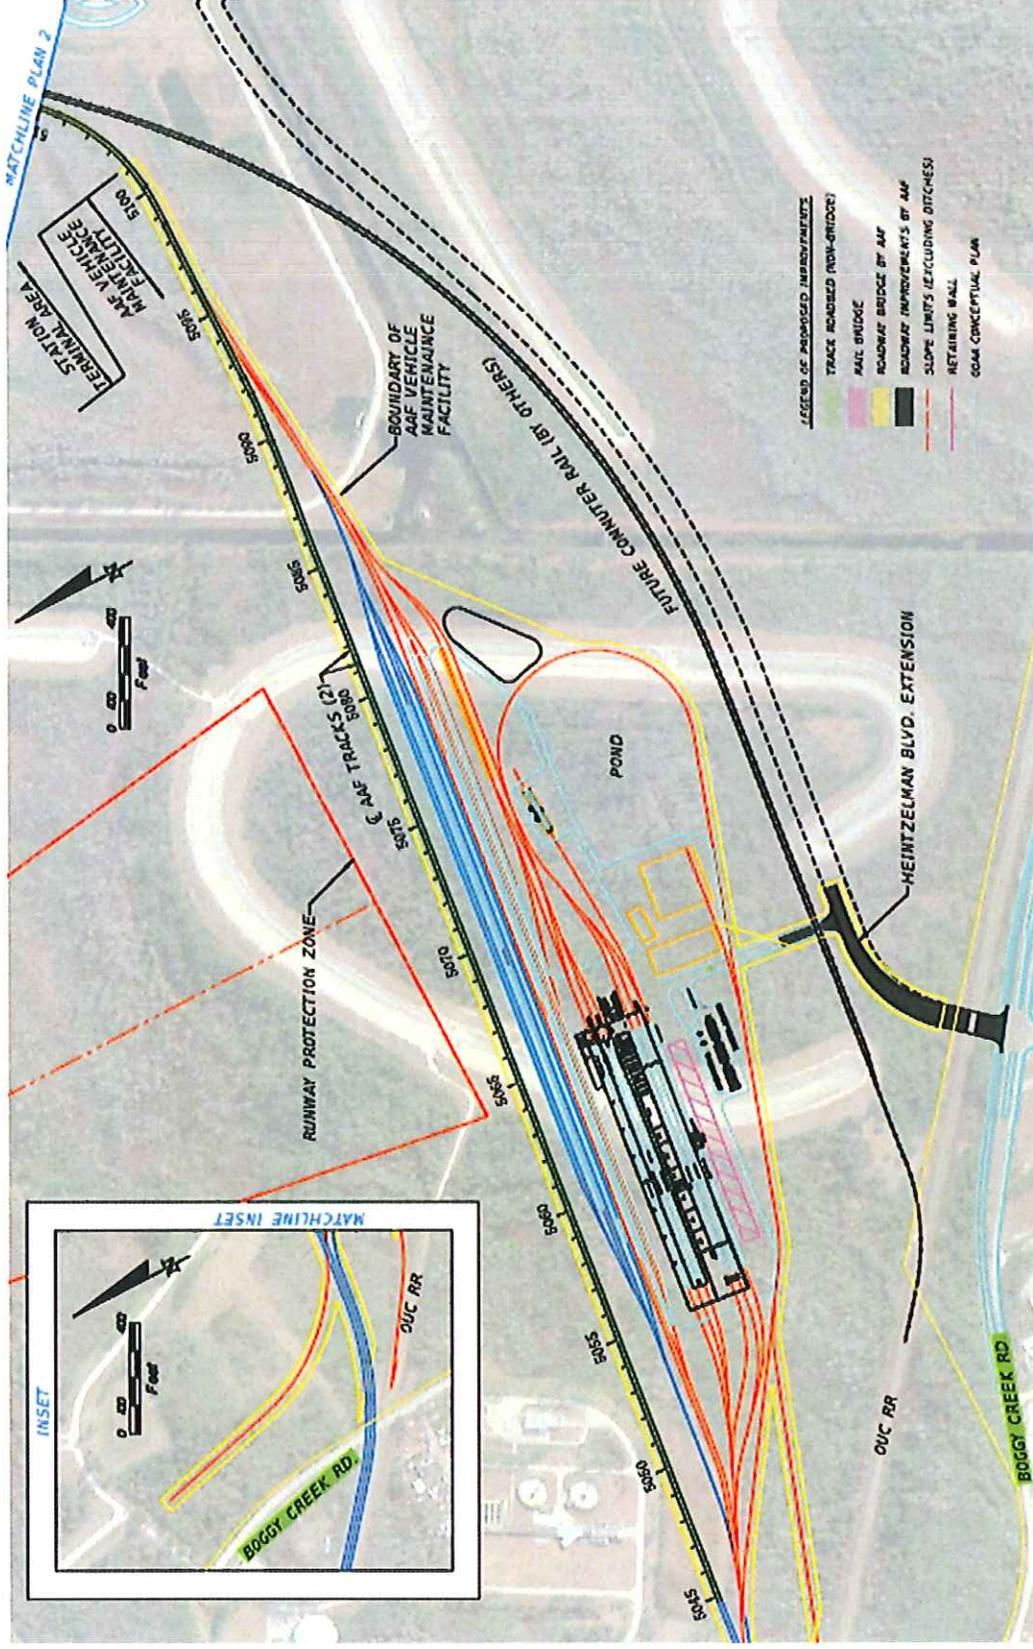 MATCHLINE PLAN 2
STATION AREA
TERMINAL AREA
AAF VEHICLE
MAINTENANCE
FACILITY
5100
5095
5090
5085
5080
5075
5070
5065
5060
5055
5050
5045
BOUNDARY OF
AAF VEHICLE
MAINTENAINCE
FACILITY
FUTURE COMMUTER RAIL (BY OTHERS)
0 400
Feet
℄ AAF TRACKS (2)
RUNWAY PROTECTION ZONE
POND
HEINTZELMAN BLVD. EXTENSION
OUC RR
BOGGY CREEK RD
LEGEND OF PROPOSED IMPROVEMENTS
TRACK ROADBED (NON-BRIDGE)
RAIL BRIDGE
ROADWAY BRIDGE BY AAF
ROADWAY IMPROVEMENTS BY AAF
SLOPE LIMITS (EXCLUDING DITCHES)
RETAINING WALL
GOAA CONCEPTUAL PLAN
INSET
MATCHLINE INSET
0
Feet
OUC RR
BOGGY CREEK RD.